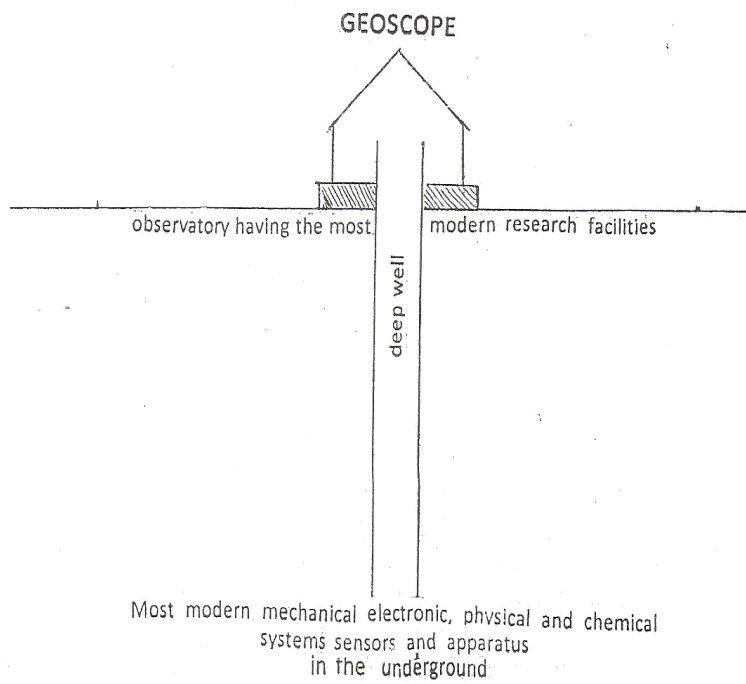 GEOSCOPE
observatory having the most modern research facilities
deep well
Most modern mechanical electronic, physical and chemical
systems sensors and apparatus
in the underground